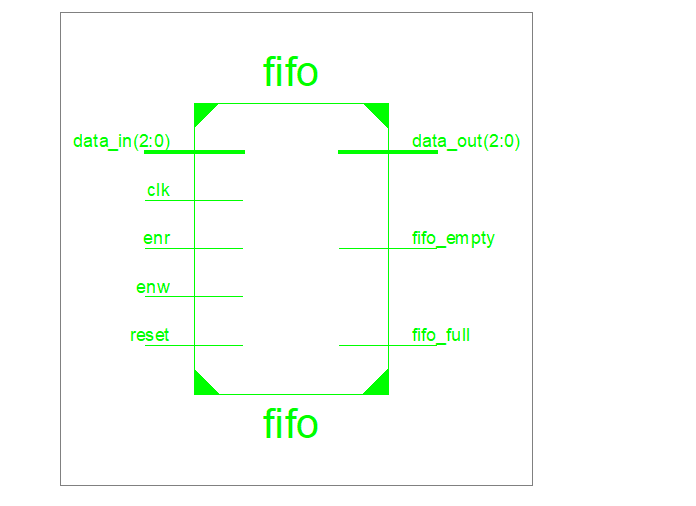 fifo
data_in(2:0)
data_out(2:0)
clk
enr
fifo_empty
enw
reset
fifo_full
fifo